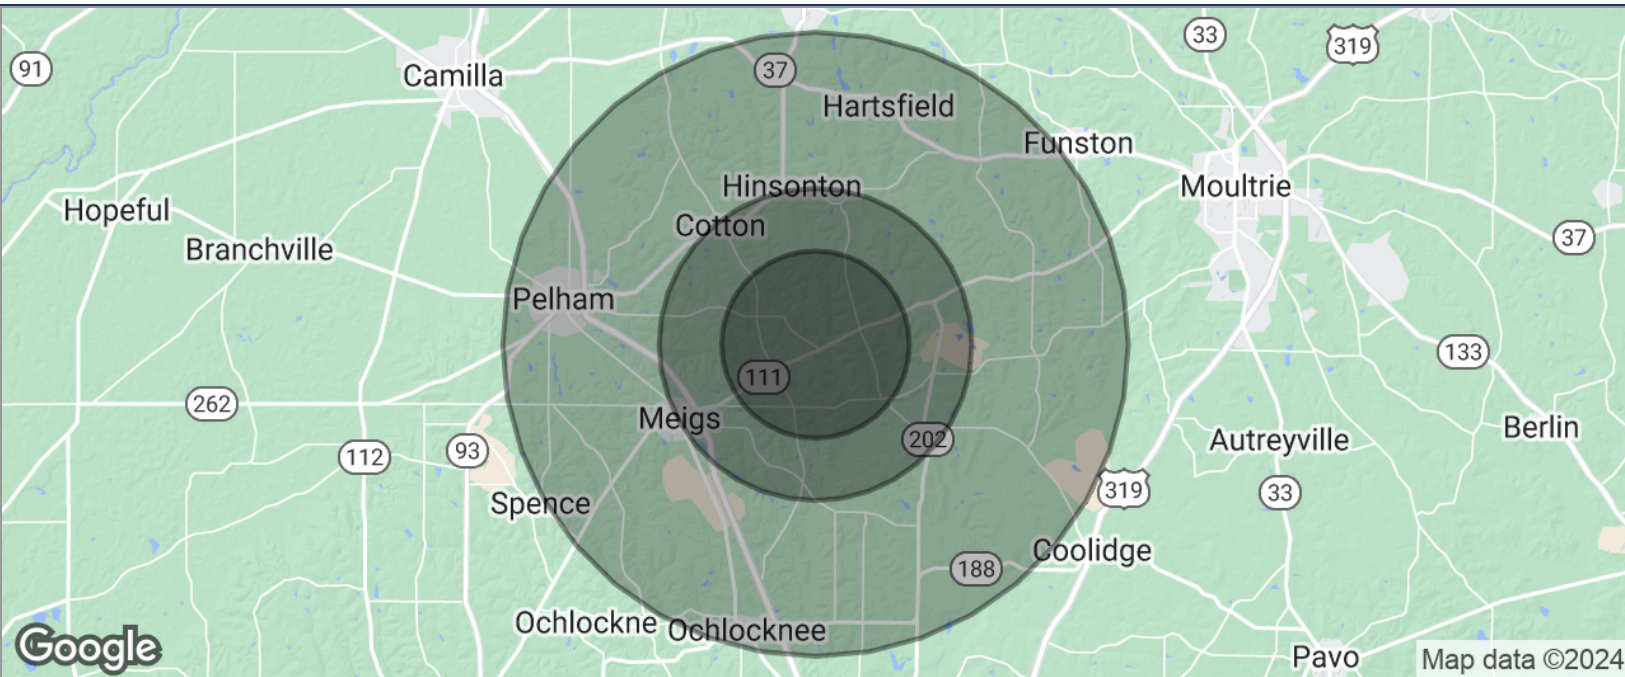 33
319
91
37
Camilla
Hartsfield
Funston
Hinsonton
Moultrie
Hopeful
Cotton
37
Branchville
Pelham
133
111
262
Meigs
Berlin
202
Autreyville
93
112
319
33
Spence
Coolidge
188
Ochlockne
Ochlocknee
Google
Pavo
Map data ©2024